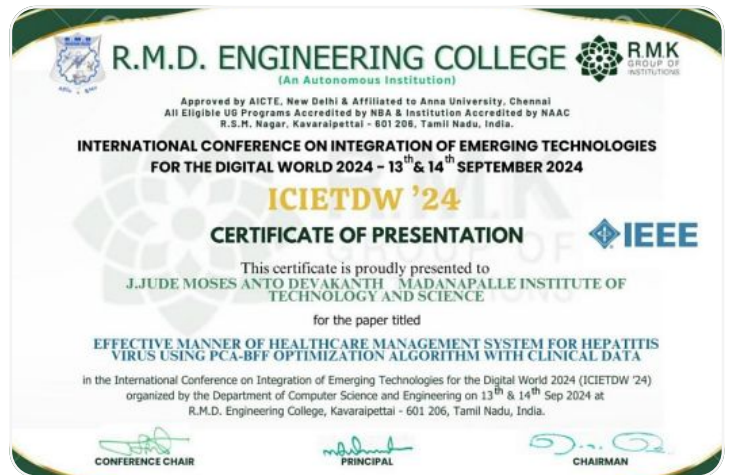 R.M.D. ENGINEERING COLLEGE
(An Autonomous Institution)
R.M.K
GROUP OF
INSTITUTIONS
Approved by AICTE, New Delhi & Affiliated to Anna University, Chennai
All Eligible UG Programs Accredited by NBA & Institution Accredited by NAAC
R.S.M. Nagar, Kavaraipettai - 601 206, Tamil Nadu, India.
INTERNATIONAL CONFERENCE ON INTEGRATION OF EMERGING TECHNOLOGIES
FOR THE DIGITAL WORLD 2024 - 13th & 14th SEPTEMBER 2024
ICIETDW '24
CERTIFICATE OF PRESENTATION
IEEE
This certificate is proudly presented to
J.JUDE MOSES ANTO DEVAKANTH MADANAPALLE INSTITUTE OF
TECHNOLOGY AND SCIENCE
for the paper titled
EFFECTIVE MANNER OF HEALTHCARE MANAGEMENT SYSTEM FOR HEPATITIS
VIRUS USING PCA-BFF OPTIMIZATION ALGORITHM WITH CLINICAL DATA
in the International Conference on Integration of Emerging Technologies for the Digital World 2024 (ICIETDW '24)
organized by the Department of Computer Science and Engineering on 13th & 14th Sep 2024 at
R.M.D. Engineering College, Kavaraipettai - 601 206, Tamil Nadu, India.
CONFERENCE CHAIR
PRINCIPAL
CHAIRMAN